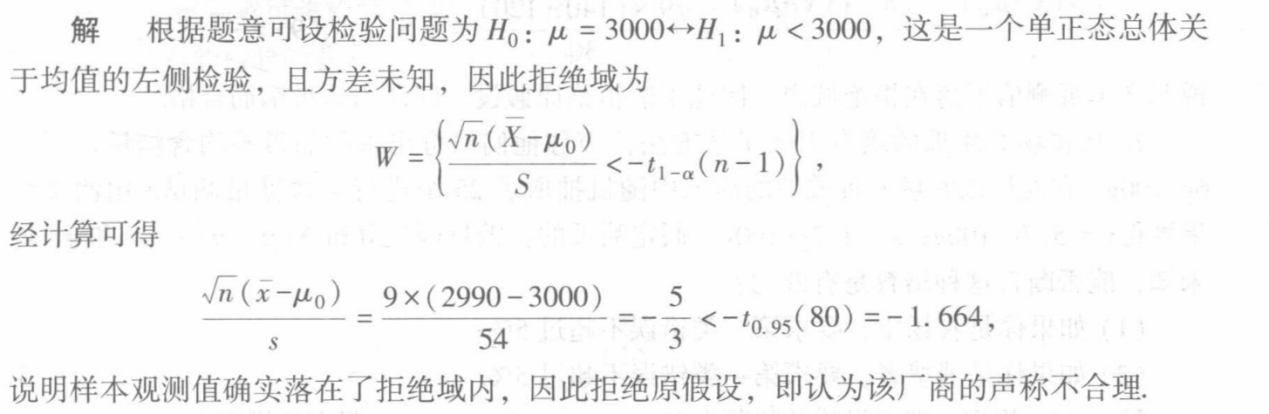 解 根据题意可设检验问题为 H₀：μ = 3000↔H₁：μ < 3000，这是一个单正态总体关
于均值的左侧检验，且方差未知，因此拒绝域为
W = {√n(X̄-μ₀)/S < -t₁₋α(n-1)}，
经计算可得
√n(x̄-μ₀)/s = 9×(2990-3000)/54 = -5/3 < -t₀.₉₅(80) = -1.664，
说明样本观测值确实落在了拒绝域内，因此拒绝原假设，即认为该厂商的声称不合理.